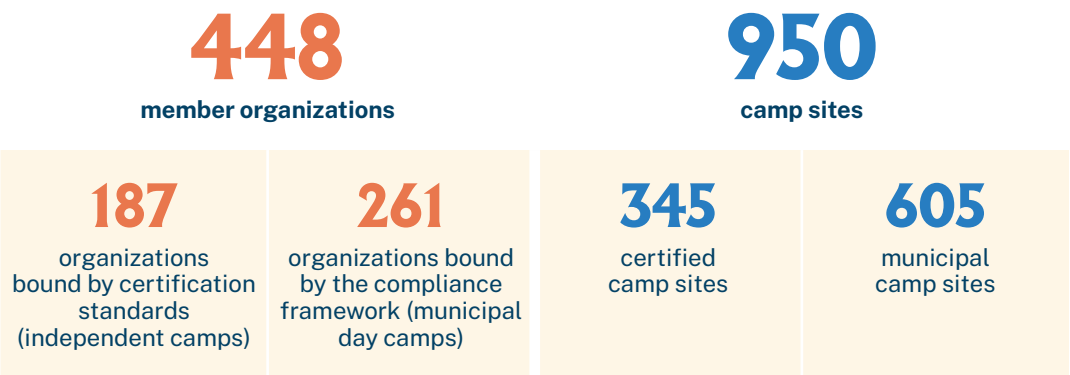 448
member organizations
950
camp sites
187
organizations
bound by certification
standards
(independent camps)
261
organizations bound
by the compliance
framework (municipal
day camps)
345
certified
camp sites
605
municipal
camp sites